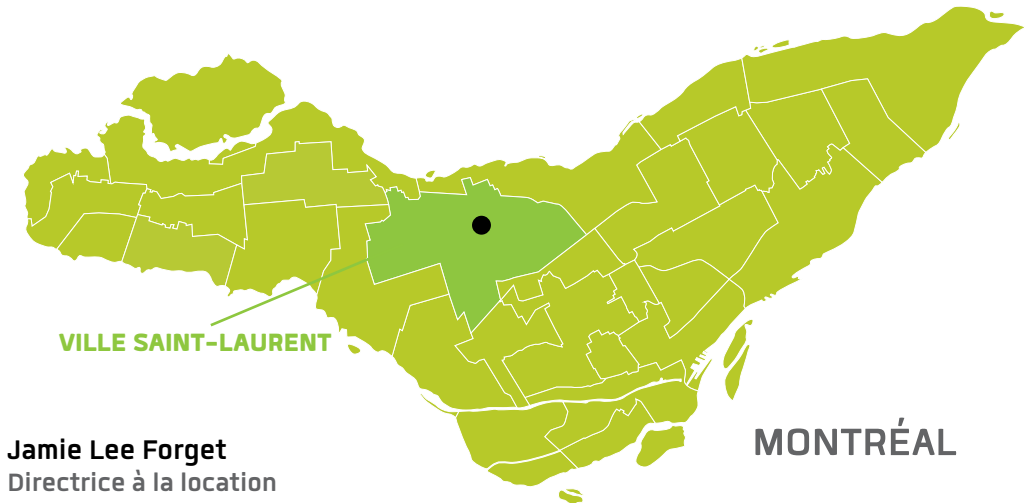 VILLE SAINT-LAURENT
Jamie Lee Forget
Directrice à la location
MONTRÉAL